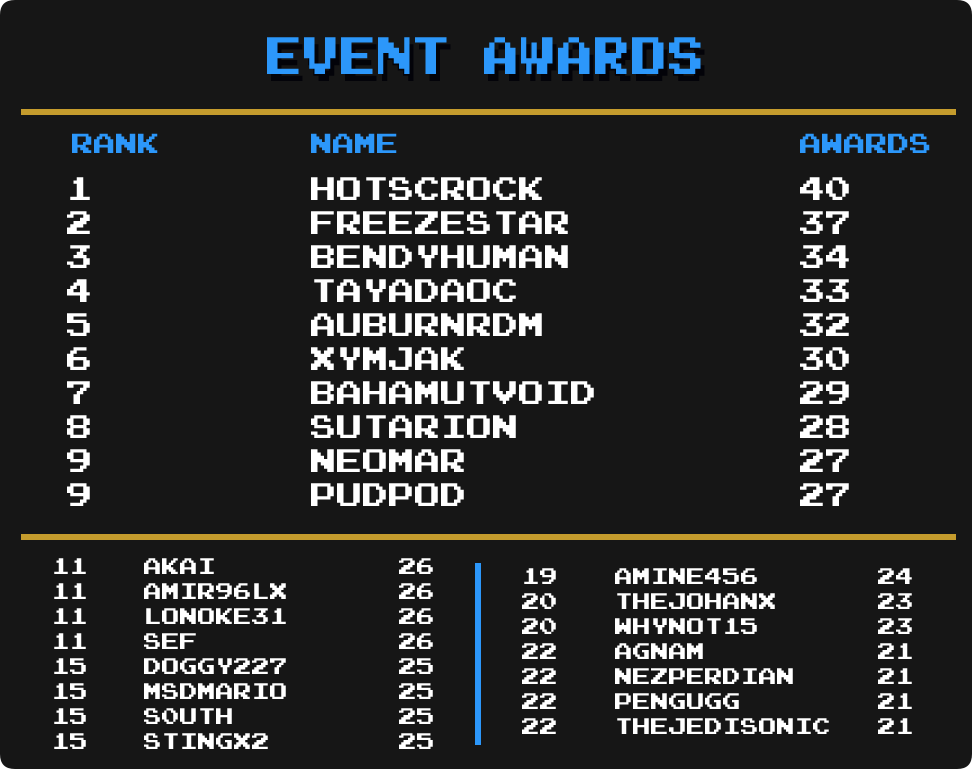 EVENT AWARDS
RANK NAME AWARDS
1 HOTSCROCK 40
2 FREEZESTAR 37
3 BENDYHUMAN 34
4 TAYADAOC 33
5 AUBURNRDM 32
6 XYMJAK 30
7 BAHAMUTVOID 29
8 SUTARION 28
9 NEOMAR 27
9 PUDPOD 27
11 AKAI 26
11 AMIR96LX 26
11 LONOKE31 26
11 SEF 26
15 DOGGY227 25
15 MSDMARIO 25
15 SOUTH 25
15 STINGX2 25
19 AMINE456 24
20 THEJOHANX 23
20 WHYNOT15 23
22 AGNAM 21
22 NEZPERDIAN 21
22 PENGUGG 21
22 THEJEDISONIC 21